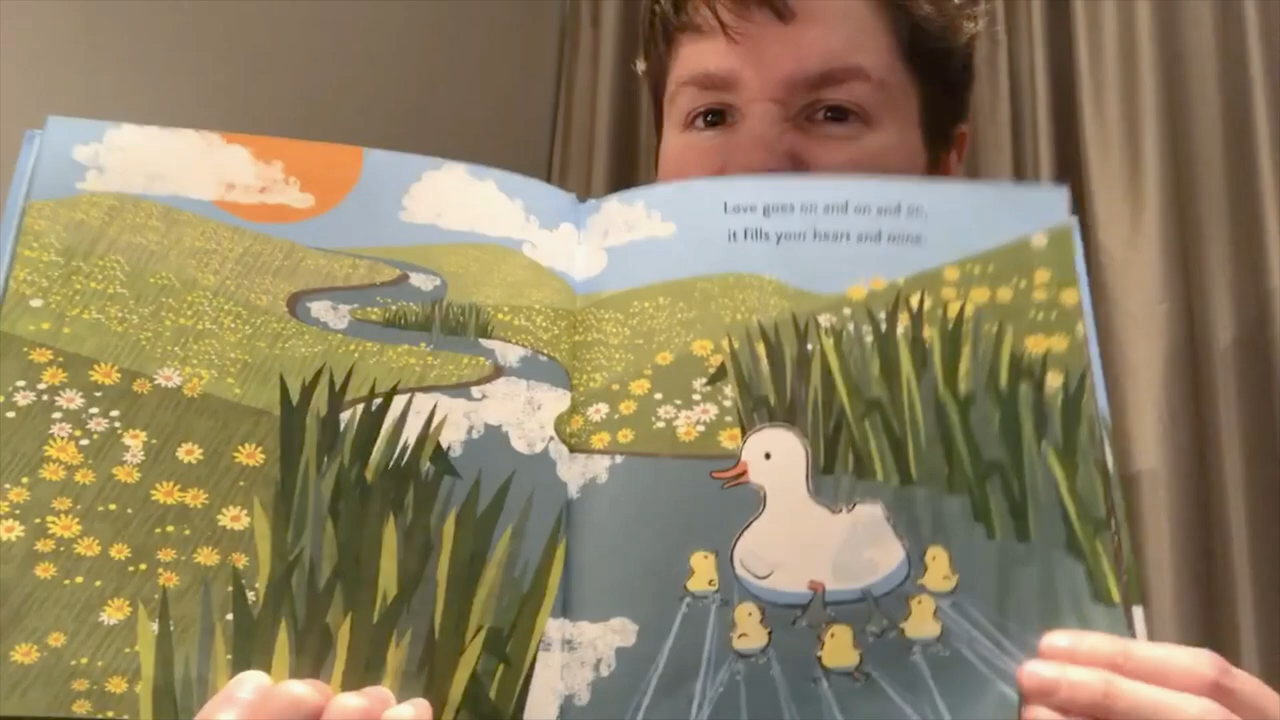 Love goes on and on and on,
it fills your heart and mine.